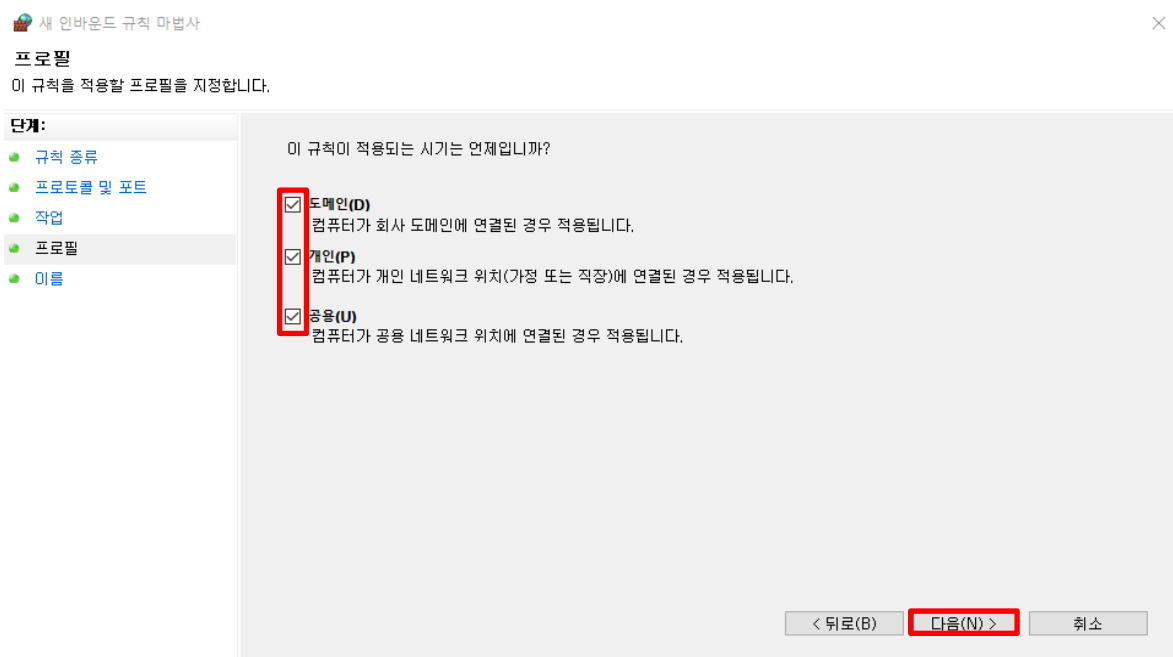 새 인바운드 규칙 마법사
프로필
이 규칙을 적용할 프로필을 지정합니다.
단계:
규칙 종류
프로토콜 및 포트
작업
프로필
이름
이 규칙이 적용되는 시기는 언제입니까?
도메인(D)
컴퓨터가 회사 도메인에 연결된 경우 적용됩니다.
개인(P)
컴퓨터가 개인 네트워크 위치(가정 또는 직장)에 연결된 경우 적용됩니다.
공용(U)
컴퓨터가 공용 네트워크 위치에 연결된 경우 적용됩니다.
< 뒤로(B) 다음(N) > 취소